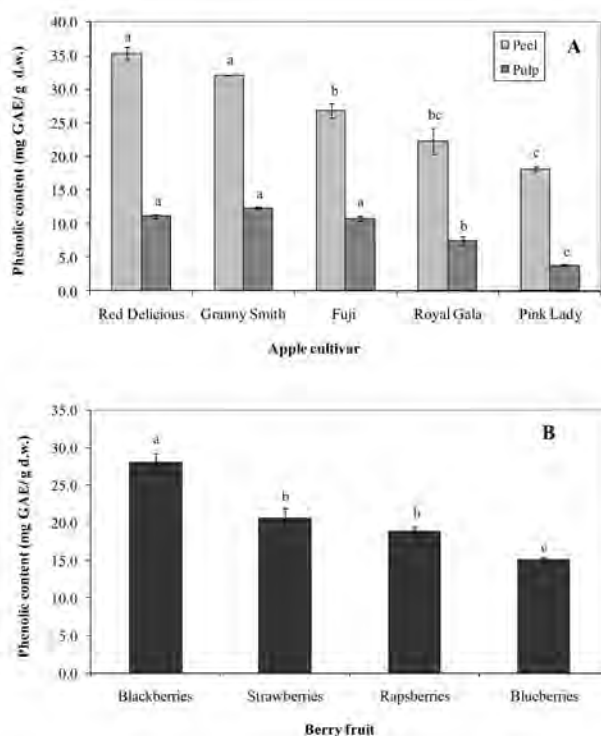 40.0
A
Peel
Pulp
35.0
30.0
25.0
20.0
15.0
10.0
5.0
0.0
Phenolic content (mg GAE/ g d.w.)
a a b bc c
a a a b c
Red Delicious Granny Smith Fuji Royal Gala Pink Lady
Apple cultivar
35.0
B
30.0
25.0
20.0
15.0
10.0
5.0
0.0
Phenolic content (mg GAE/ g d.w.)
a b b c
Blackberries Strawberries Rapsberries Blueberries
Berry fruit